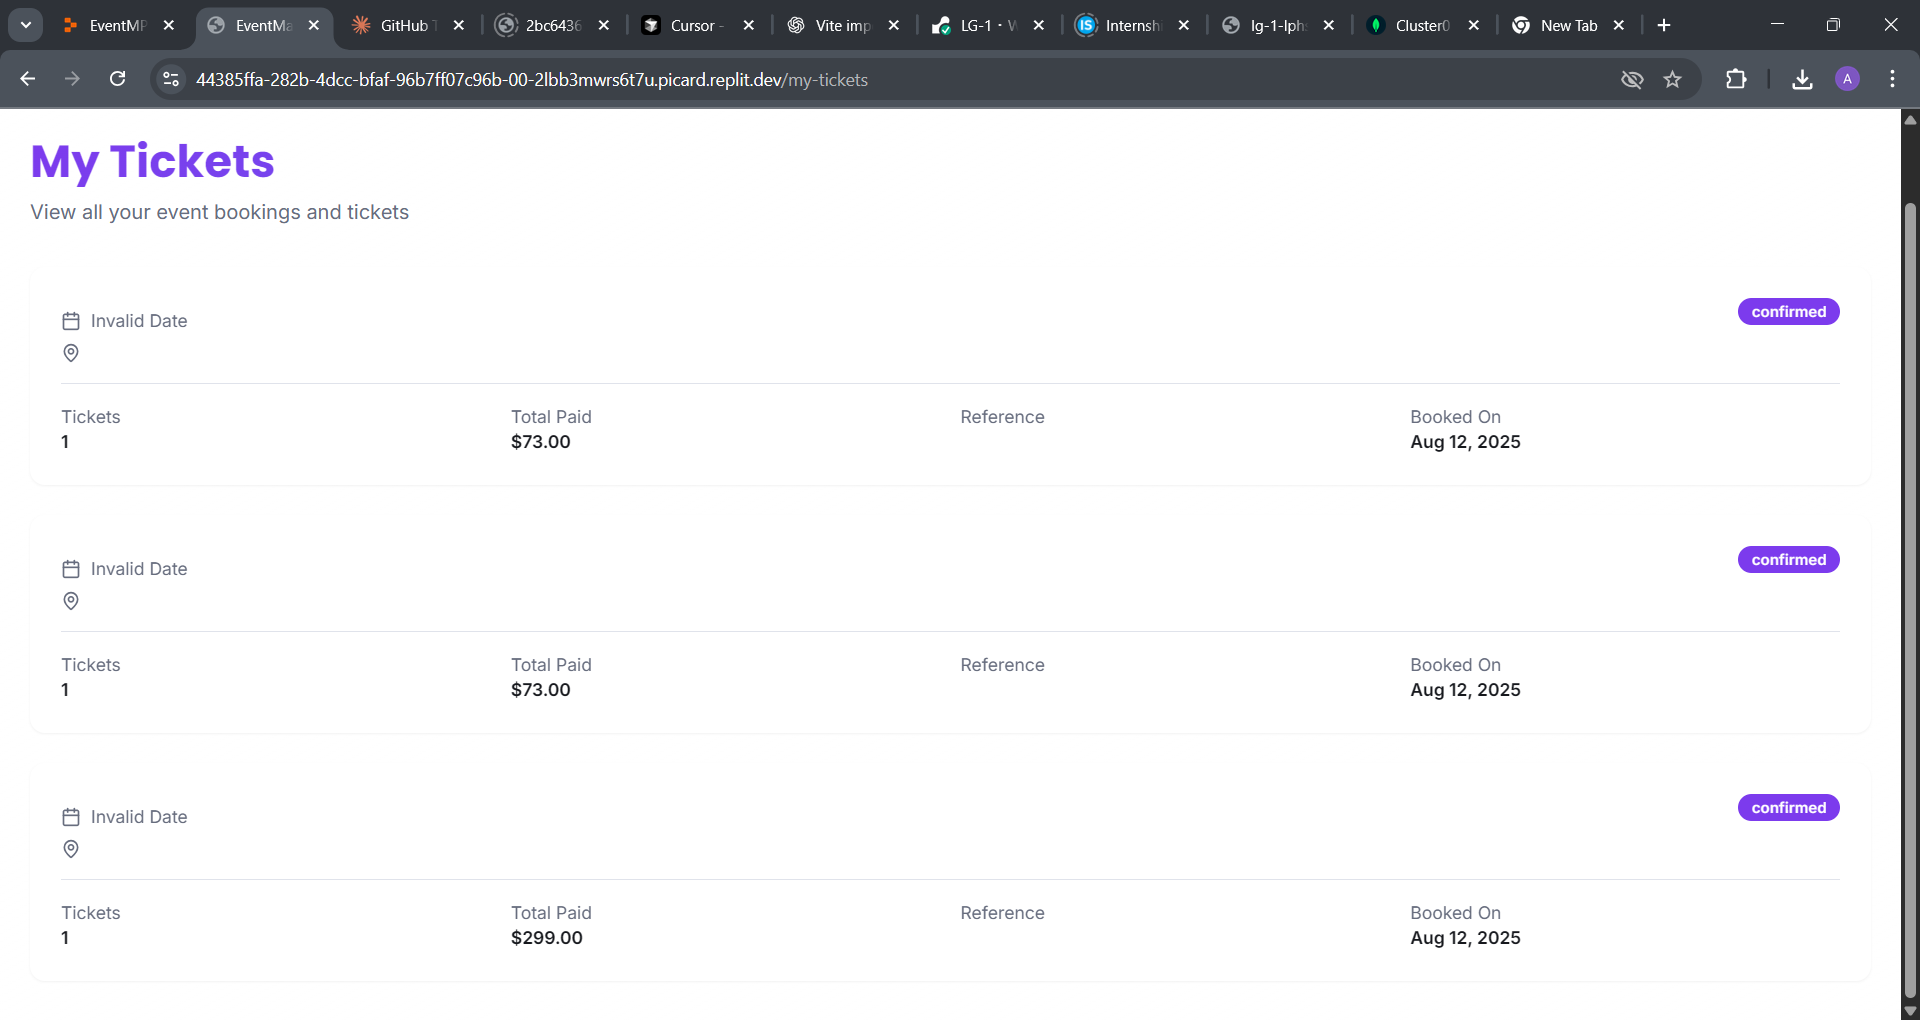 EventMP
EventMa
GitHub T
2bc6436
Cursor -
Vite imp
LG-1 · W
Internshi
lg-1-lphs
Cluster0
New Tab
44385ffa-282b-4dcc-bfaf-96b7ff07c96b-00-2lbb3mwrs6t7u.picard.replit.dev/my-tickets
A
My Tickets
View all your event bookings and tickets
Invalid Date
confirmed
Tickets Total Paid Reference Booked On
1 $73.00 Aug 12, 2025
Invalid Date
confirmed
Tickets Total Paid Reference Booked On
1 $73.00 Aug 12, 2025
Invalid Date
confirmed
Tickets Total Paid Reference Booked On
1 $299.00 Aug 12, 2025